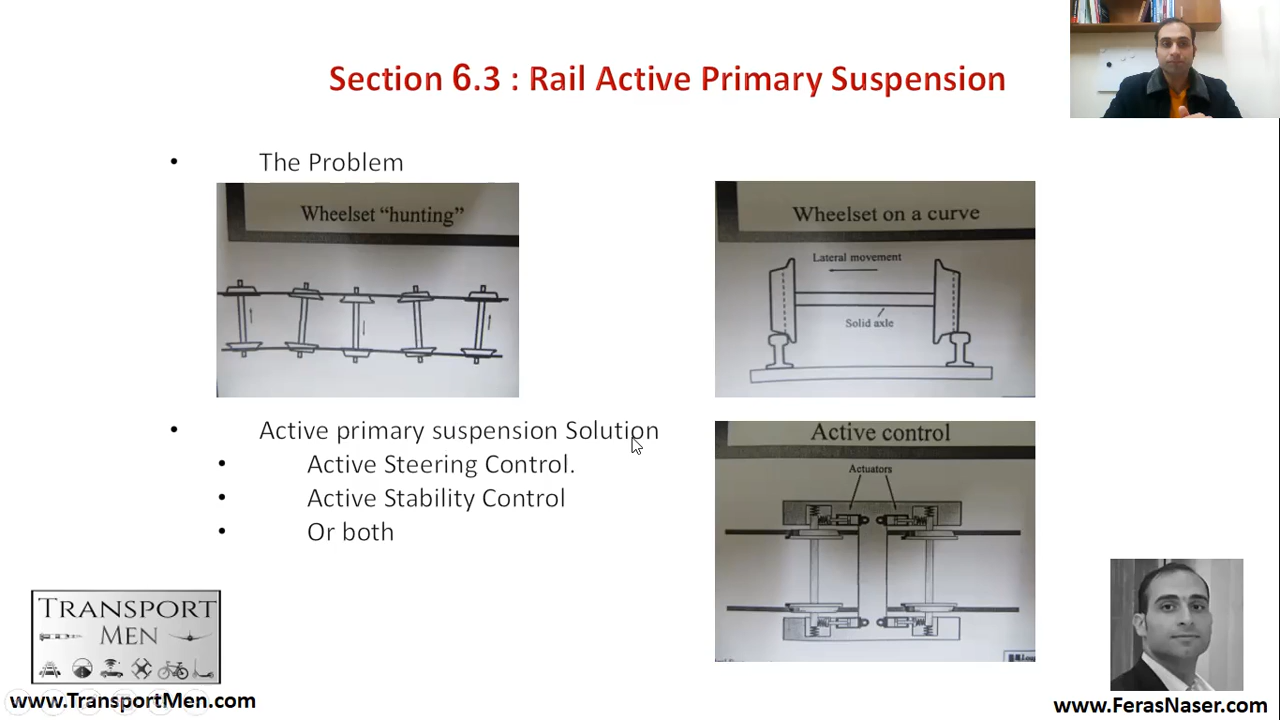 Section 6.3 : Rail Active Primary Suspension
• The Problem
Wheelset “hunting”
Wheelset on a curve
Lateral movement
Solid axle
• Active primary suspension Solution
• Active Steering Control.
• Active Stability Control
• Or both
Active control
Actuators
TRANSPORT
MEN
www.TransportMen.com
www.FerasNaser.com